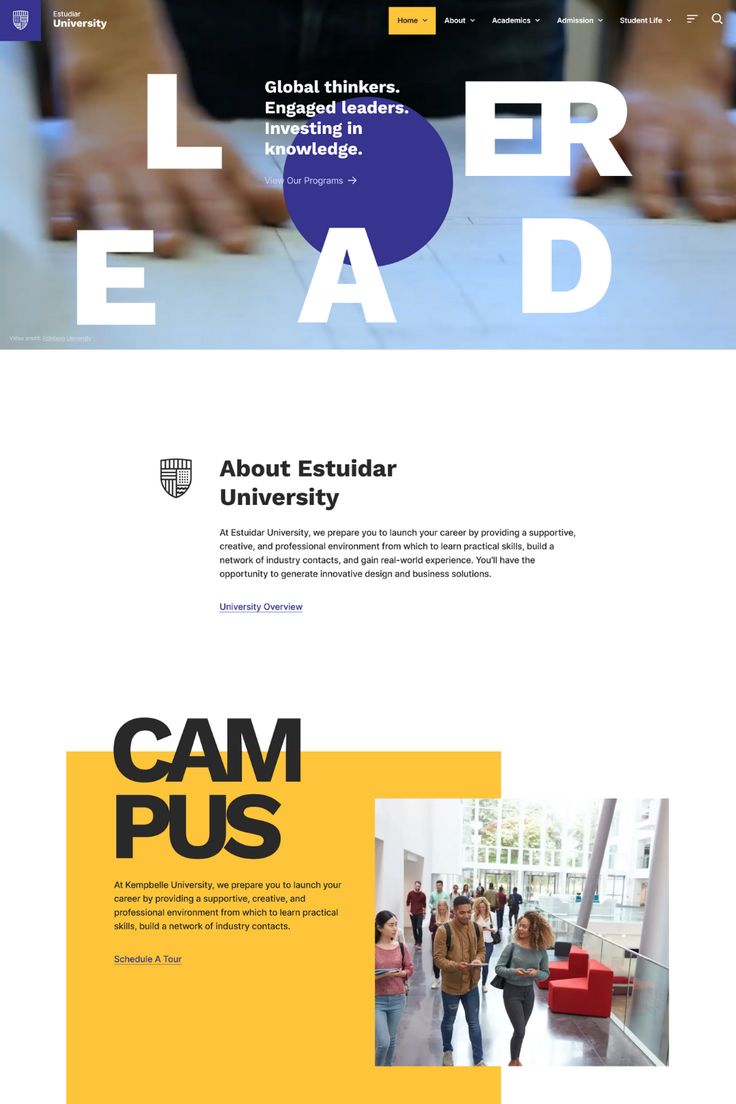 Estudiar
University
Home
About
Academics
Admission
Student Life
L
ER
Global thinkers.
Engaged leaders.
Investing in
knowledge.
View Our Programs
E
A
D
Video credit: Edinboro University
About Estuidar
University
At Estuidar University, we prepare you to launch your career by providing a supportive,
creative, and professional environment from which to learn practical skills, build a
network of industry contacts, and gain real-world experience. You'll have the
opportunity to generate innovative design and business solutions.
University Overview
CAM
PUS
At Kempbelle University, we prepare you to launch your
career by providing a supportive, creative, and
professional environment from which to learn practical
skills, build a network of industry contacts.
Schedule A Tour